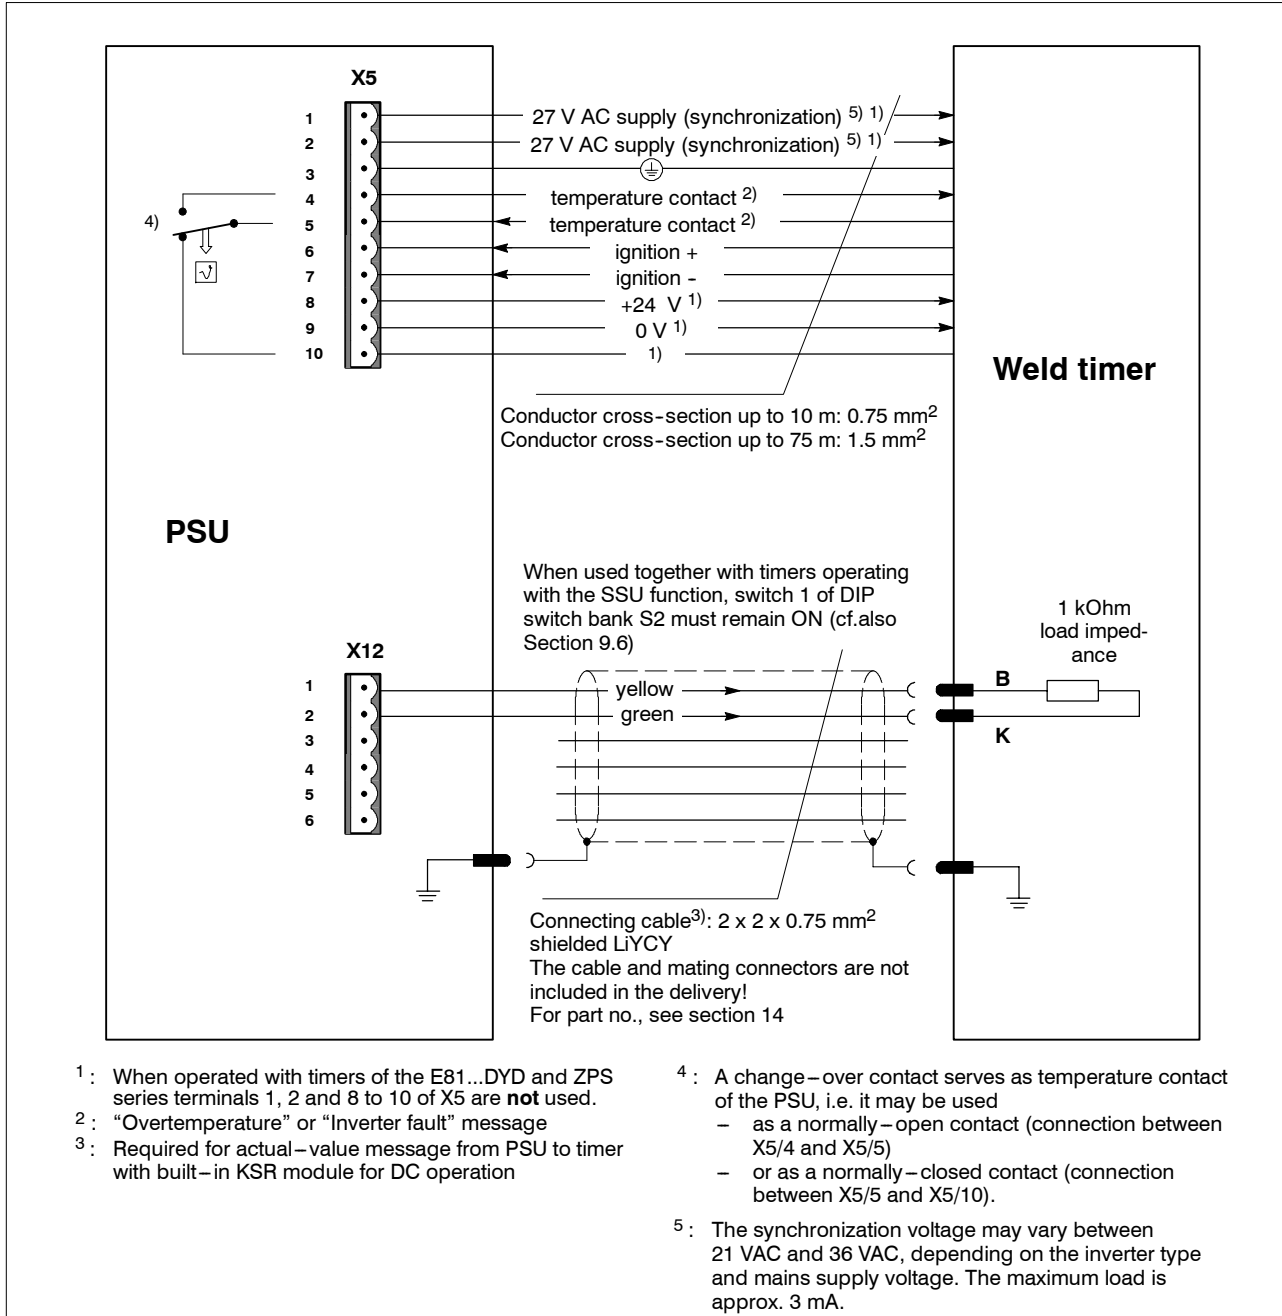 X5
1
27 V AC supply (synchronization) 5) 1)
2
27 V AC supply (synchronization) 5) 1)
3
4
temperature contact 2)
4)
5
temperature contact 2)
6
ignition +
7
ignition -
8
+24 V 1)
9
0 V 1)
10
1)
Weld timer
Conductor cross-section up to 10 m: 0.75 mm2
Conductor cross-section up to 75 m: 1.5 mm2
PSU
When used together with timers operating
with the SSU function, switch 1 of DIP
switch bank S2 must remain ON (cf.also
Section 9.6)
1 kOhm
load imped-
ance
X12
1
yellow
B
2
green
K
3
4
5
6
Connecting cable3): 2 x 2 x 0.75 mm2
shielded LiYCY
The cable and mating connectors are not
included in the delivery!
For part no., see section 14
1 : When operated with timers of the E81...DYD and ZPS
series terminals 1, 2 and 8 to 10 of X5 are not used.
2 : “Overtemperature” or “Inverter fault” message
3 : Required for actual-value message from PSU to timer
with built-in KSR module for DC operation
4 : A change-over contact serves as temperature contact
of the PSU, i.e. it may be used
- as a normally-open contact (connection between
X5/4 and X5/5)
- or as a normally-closed contact (connection
between X5/5 and X5/10).
5 : The synchronization voltage may vary between
21 VAC and 36 VAC, depending on the inverter type
and mains supply voltage. The maximum load is
approx. 3 mA.